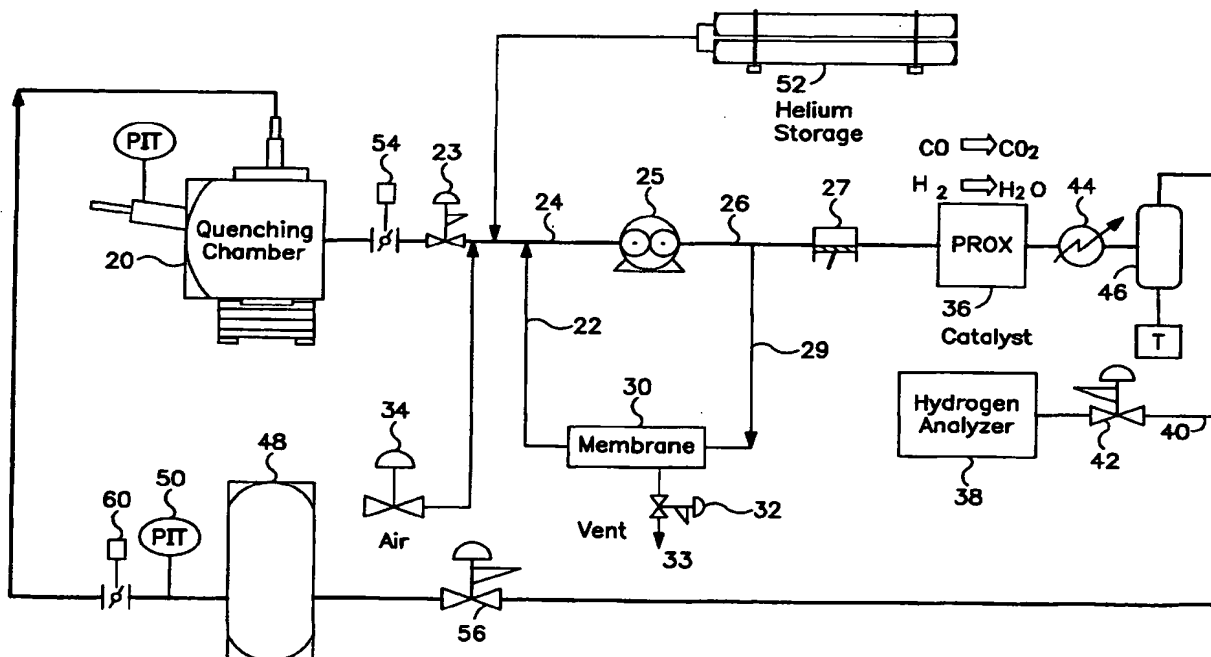 52
Helium
Storage
PIT
54
23
CO ⇒ CO2
H2 ⇒ H2O
44
25
24
26
27
Quenching
Chamber
20
PROX
46
36
Catalyst
T
22
29
30
Membrane
34
Hydrogen
Analyzer
42
40
38
48
60
50
PIT
Air
Vent
32
33
56